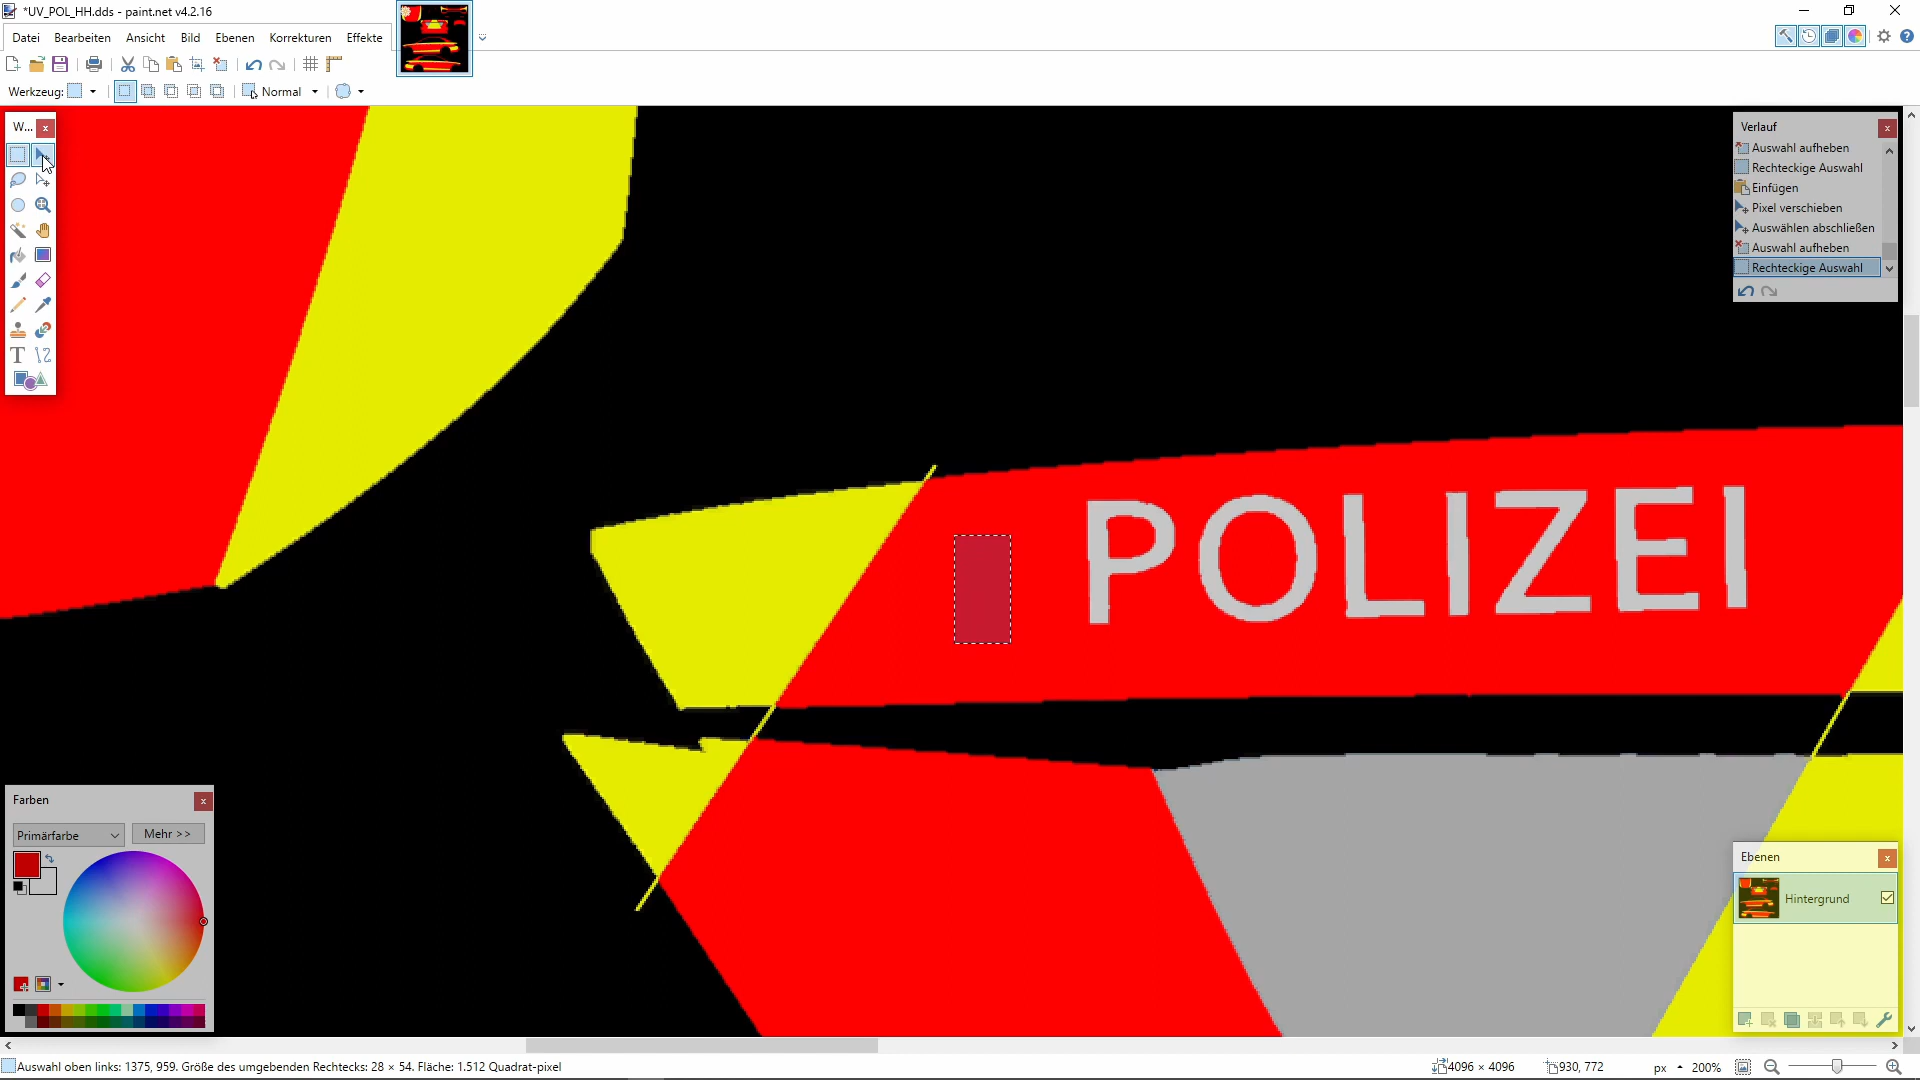 *UV_POL_HH.dds - paint.net v4.2.16
Datei Bearbeiten Ansicht Bild Ebenen Korrekturen Effekte
Werkzeug: Normal
W...
Verlauf
Auswahl aufheben
Rechteckige Auswahl
Einfügen
Pixel verschieben
Auswählen abschließen
Auswahl aufheben
Rechteckige Auswahl
POLIZEI
Farben
Primärfarbe Mehr >>
Ebenen
Hintergrund
Auswahl oben links: 1375, 959. Größe des umgebenden Rechtecks: 28 × 54. Fläche: 1.512 Quadrat-pixel 4096 × 4096 930, 772 px 200%